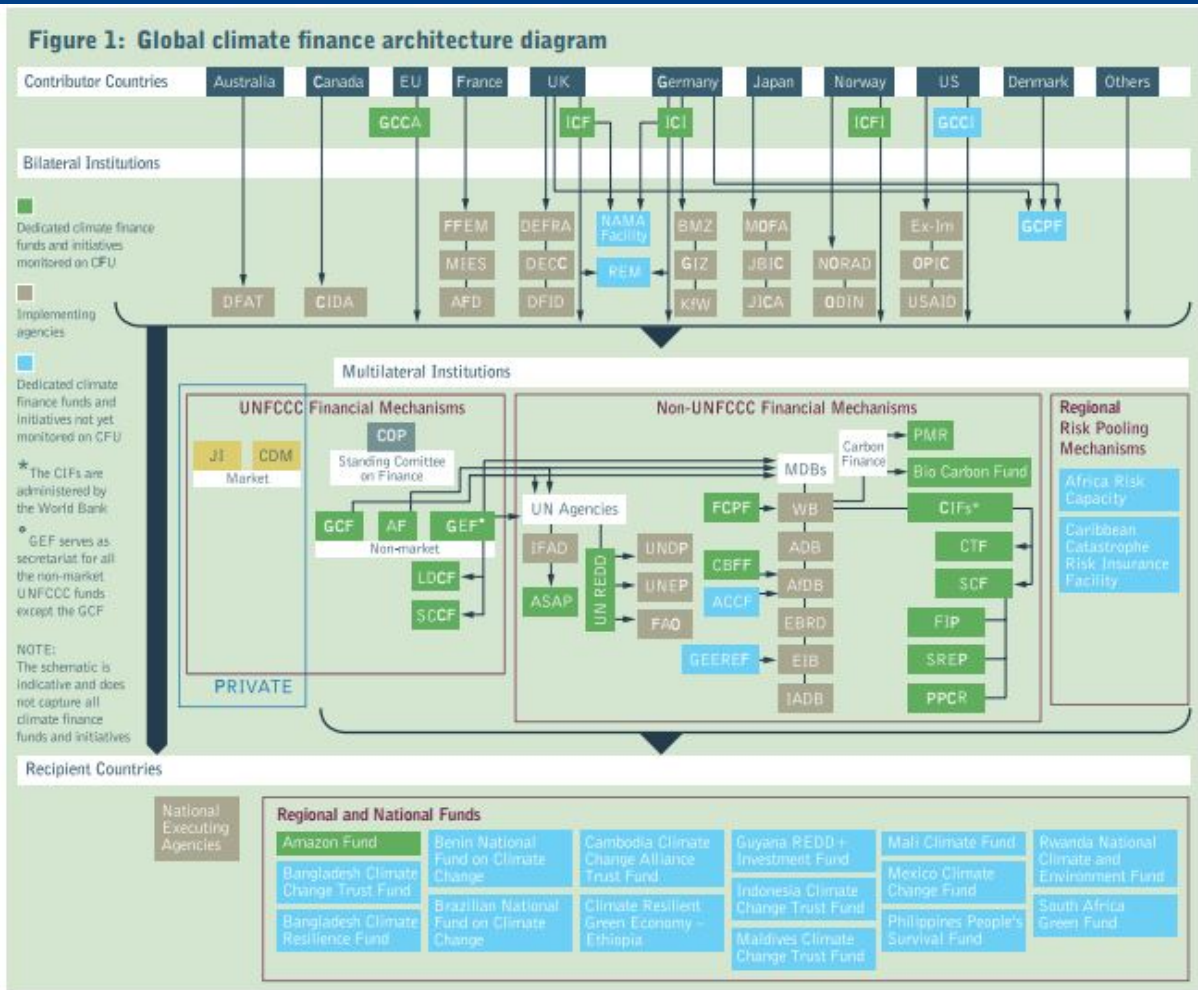 Figure 1: Global climate finance architecture diagram
Contributor Countries
Australia
Canada
EU
France
UK
Germany
Japan
Norway
US
Denmark
Others
GCCA
ICF
ICI
ICFI
GCCI
Bilateral Institutions
Dedicated climate finance
funds and initiatives
monitored on CFU
Implementing
agencies
Dedicated climate
finance funds and
initiatives not yet
monitored on CFU
*The CIFs are
administered by
the World Bank
° GEF serves as
secretariat for all
the non-market
UNFCCC funds
except the GCF
NOTE:
The schematic is
indicative and does
not capture all
climate finance
funds and initiatives
DFAT
CIDA
FFEM
MIES
AFD
DEFRA
DECC
DFID
NAMA
Facility
REM
BMZ
GIZ
KfW
MOFA
JBIC
JICA
NORAD
ODIN
Ex-Im
OPIC
USAID
GCPF
Multilateral Institutions
UNFCCC Financial Mechanisms
JI
CDM
Market
COP
Standing Comittee
on Finance
GCF
AF
GEF*
Non-market
LDCF
SCCF
PRIVATE
Non-UNFCCC Financial Mechanisms
UN Agencies
IFAD
ASAP
UN REDD
UNDP
UNEP
FAO
MDBs
WB
ADB
AfDB
EBRD
EIB
IADB
FCPF
CBFF
ACCF
GEEREF
Carbon
Finance
PMR
Bio Carbon Fund
CIFs*
CTF
SCF
FIP
SREP
PPCR
Regional
Risk Pooling
Mechanisms
Africa Risk
Capacity
Caribbean
Catastrophe
Risk Insurance
Facility
Recipient Countries
National
Executing
Agencies
Regional and National Funds
Amazon Fund
Bangladesh Climate
Change Trust Fund
Bangladesh Climate
Resilience Fund
Benin National
Fund on Climate
Change
Brazilian National
Fund on Climate
Change
Cambodia Climate
Change Alliance
Trust Fund
Climate Resilient
Green Economy -
Ethiopia
Guyana REDD+
Investment Fund
Indonesia Climate
Change Trust Fund
Maldives Climate
Change Trust Fund
Mali Climate Fund
Mexico Climate
Change Fund
Philippines People's
Survival Fund
Rwanda National
Climate and
Environment Fund
South Africa
Green Fund